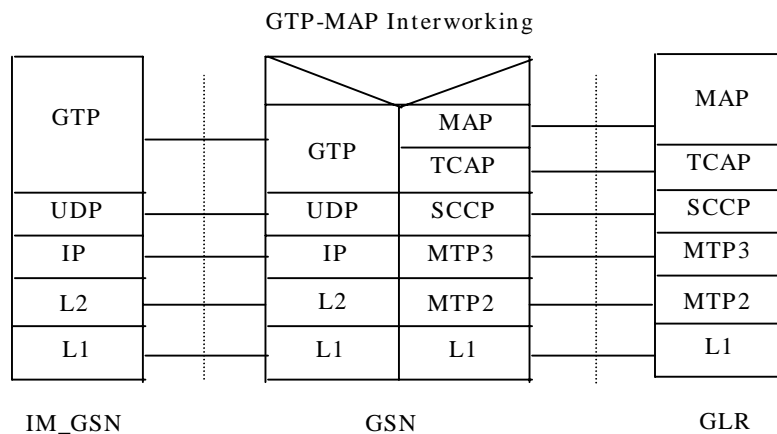 GTP-MAP Interworking
GTP
GTP
MAP
MAP
TCAP
TCAP
UDP
UDP
SCCP
SCCP
IP
IP
MTP3
MTP3
L2
L2
MTP2
MTP2
L1
L1
L1
L1
IM_GSN
GSN
GLR